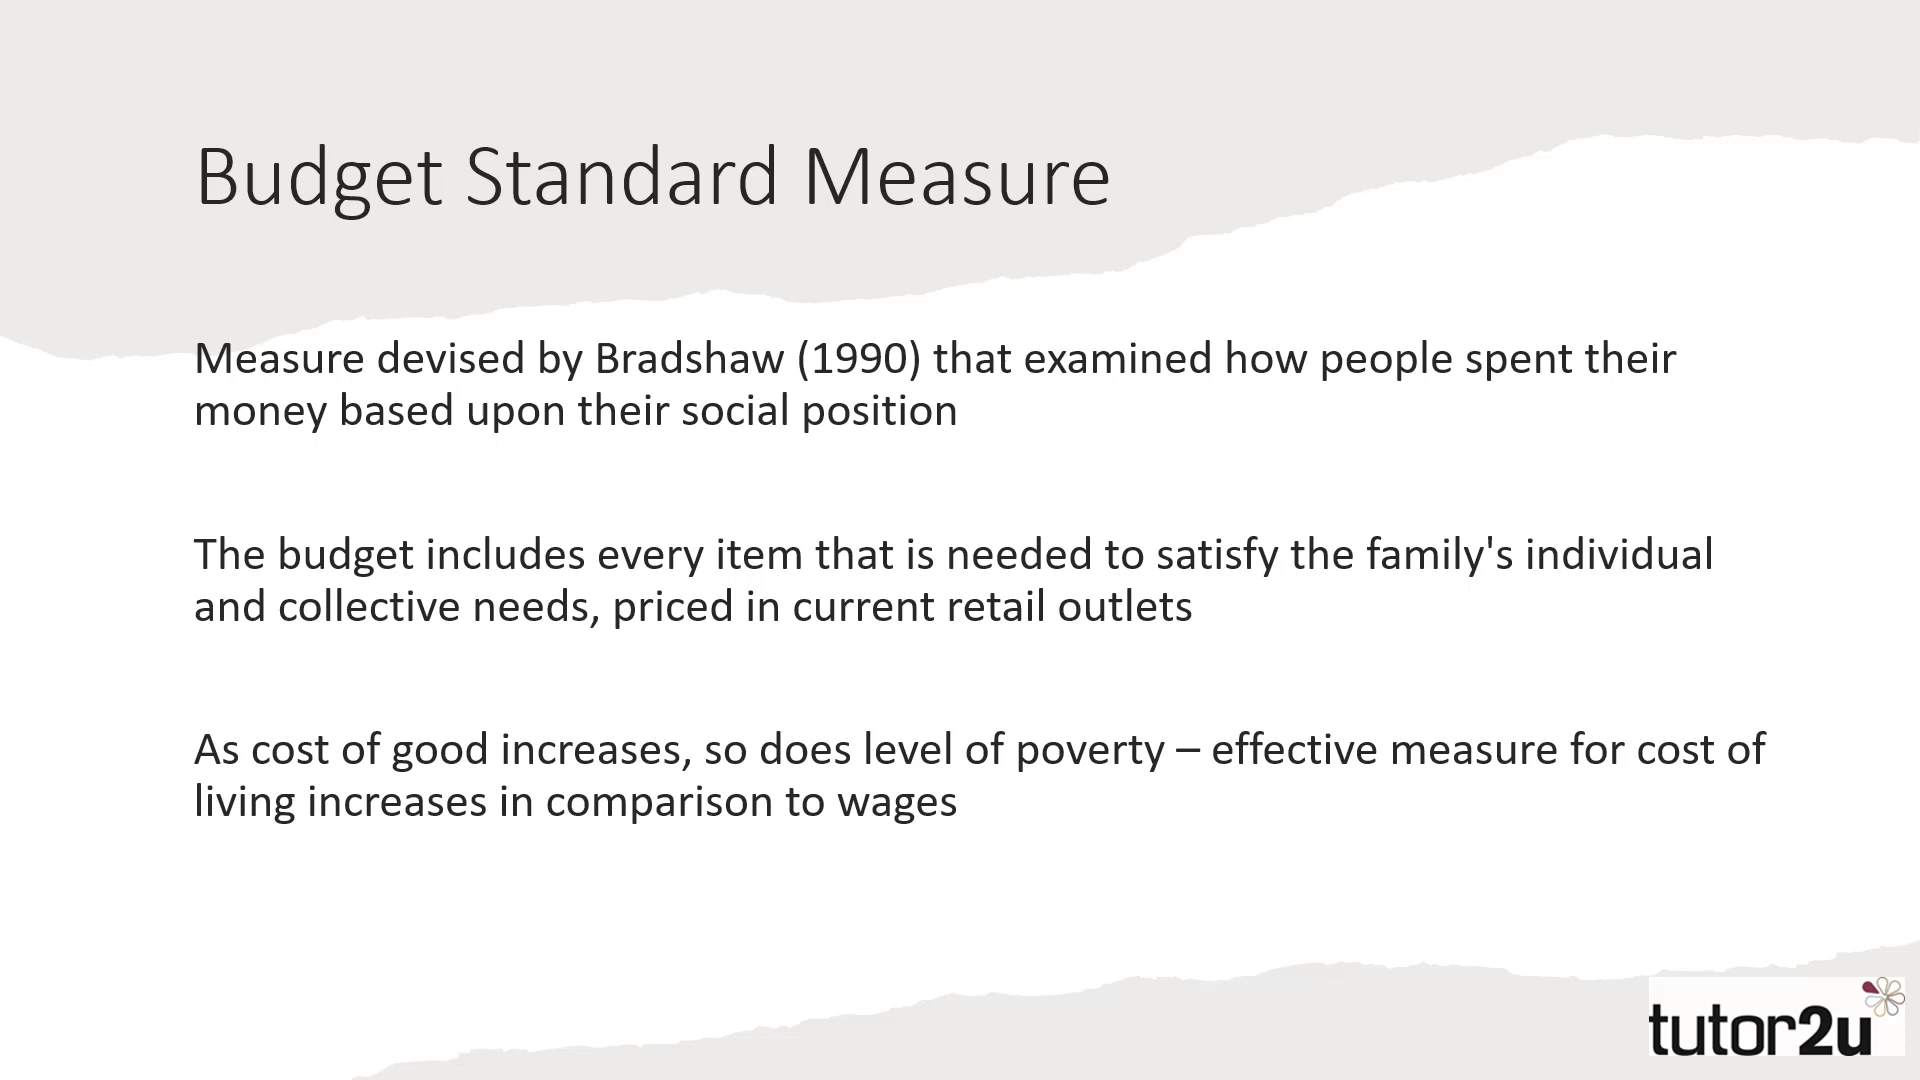 Budget Standard Measure
Measure devised by Bradshaw (1990) that examined how people spent their
money based upon their social position
The budget includes every item that is needed to satisfy the family's individual
and collective needs, priced in current retail outlets
As cost of good increases, so does level of poverty – effective measure for cost of
living increases in comparison to wages
tutor2u